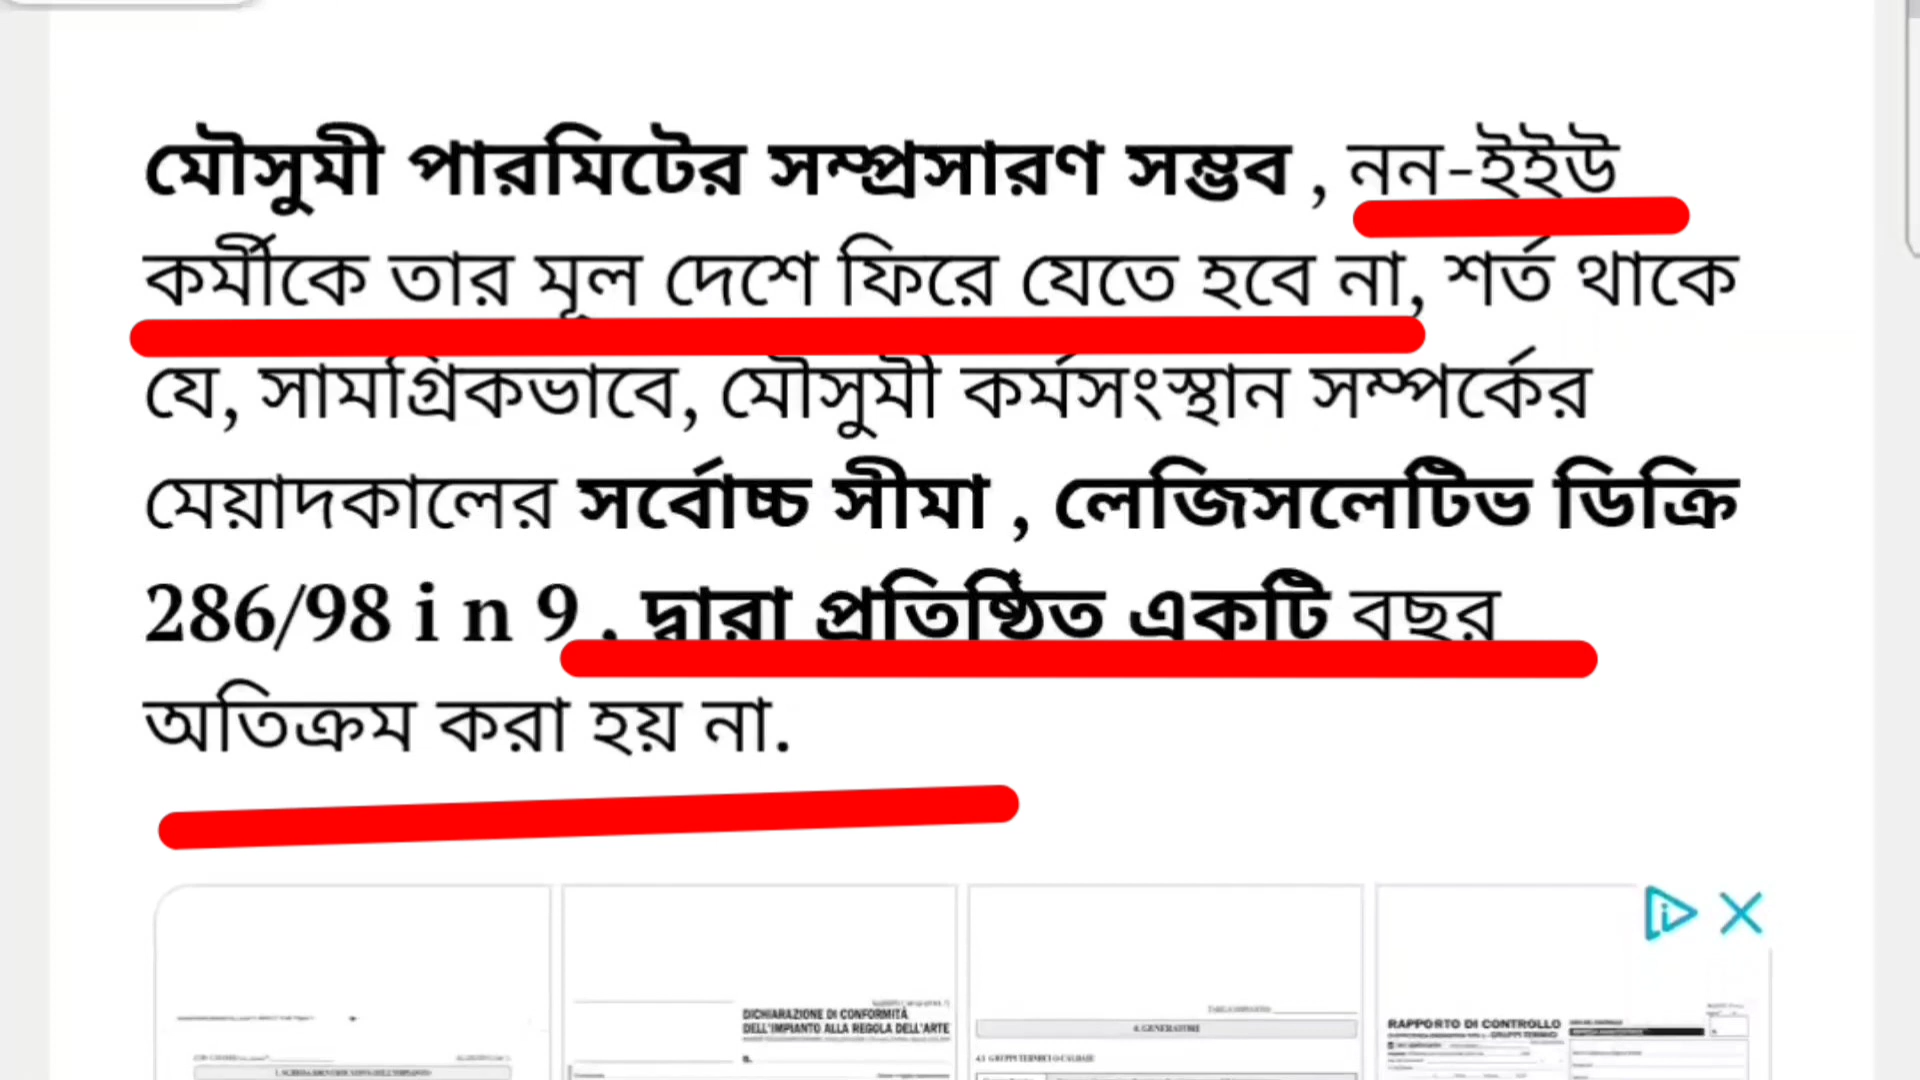 মৌসুমী পারমিটের সম্প্রসারণ সম্ভব , নন-ইইউ
কর্মীকে তার মূল দেশে ফিরে যেতে হবে না, শর্ত থাকে
যে, সামগ্রিকভাবে, মৌসুমী কর্মসংস্থান সম্পর্কের
মেয়াদকালের সর্বোচ্চ সীমা , লেজিসলেটিভ ডিক্রি
286/98 i n 9 , দ্বারা প্রতিষ্ঠিত একটি বছর
অতিক্রম করা হয় না.
DICHIARAZIONE DI CONFORMITÀ
DELL'IMPIANTO ALLA REGOLA DELL'ARTE
4. GENERATORI
RAPPORTO DI CONTROLLO